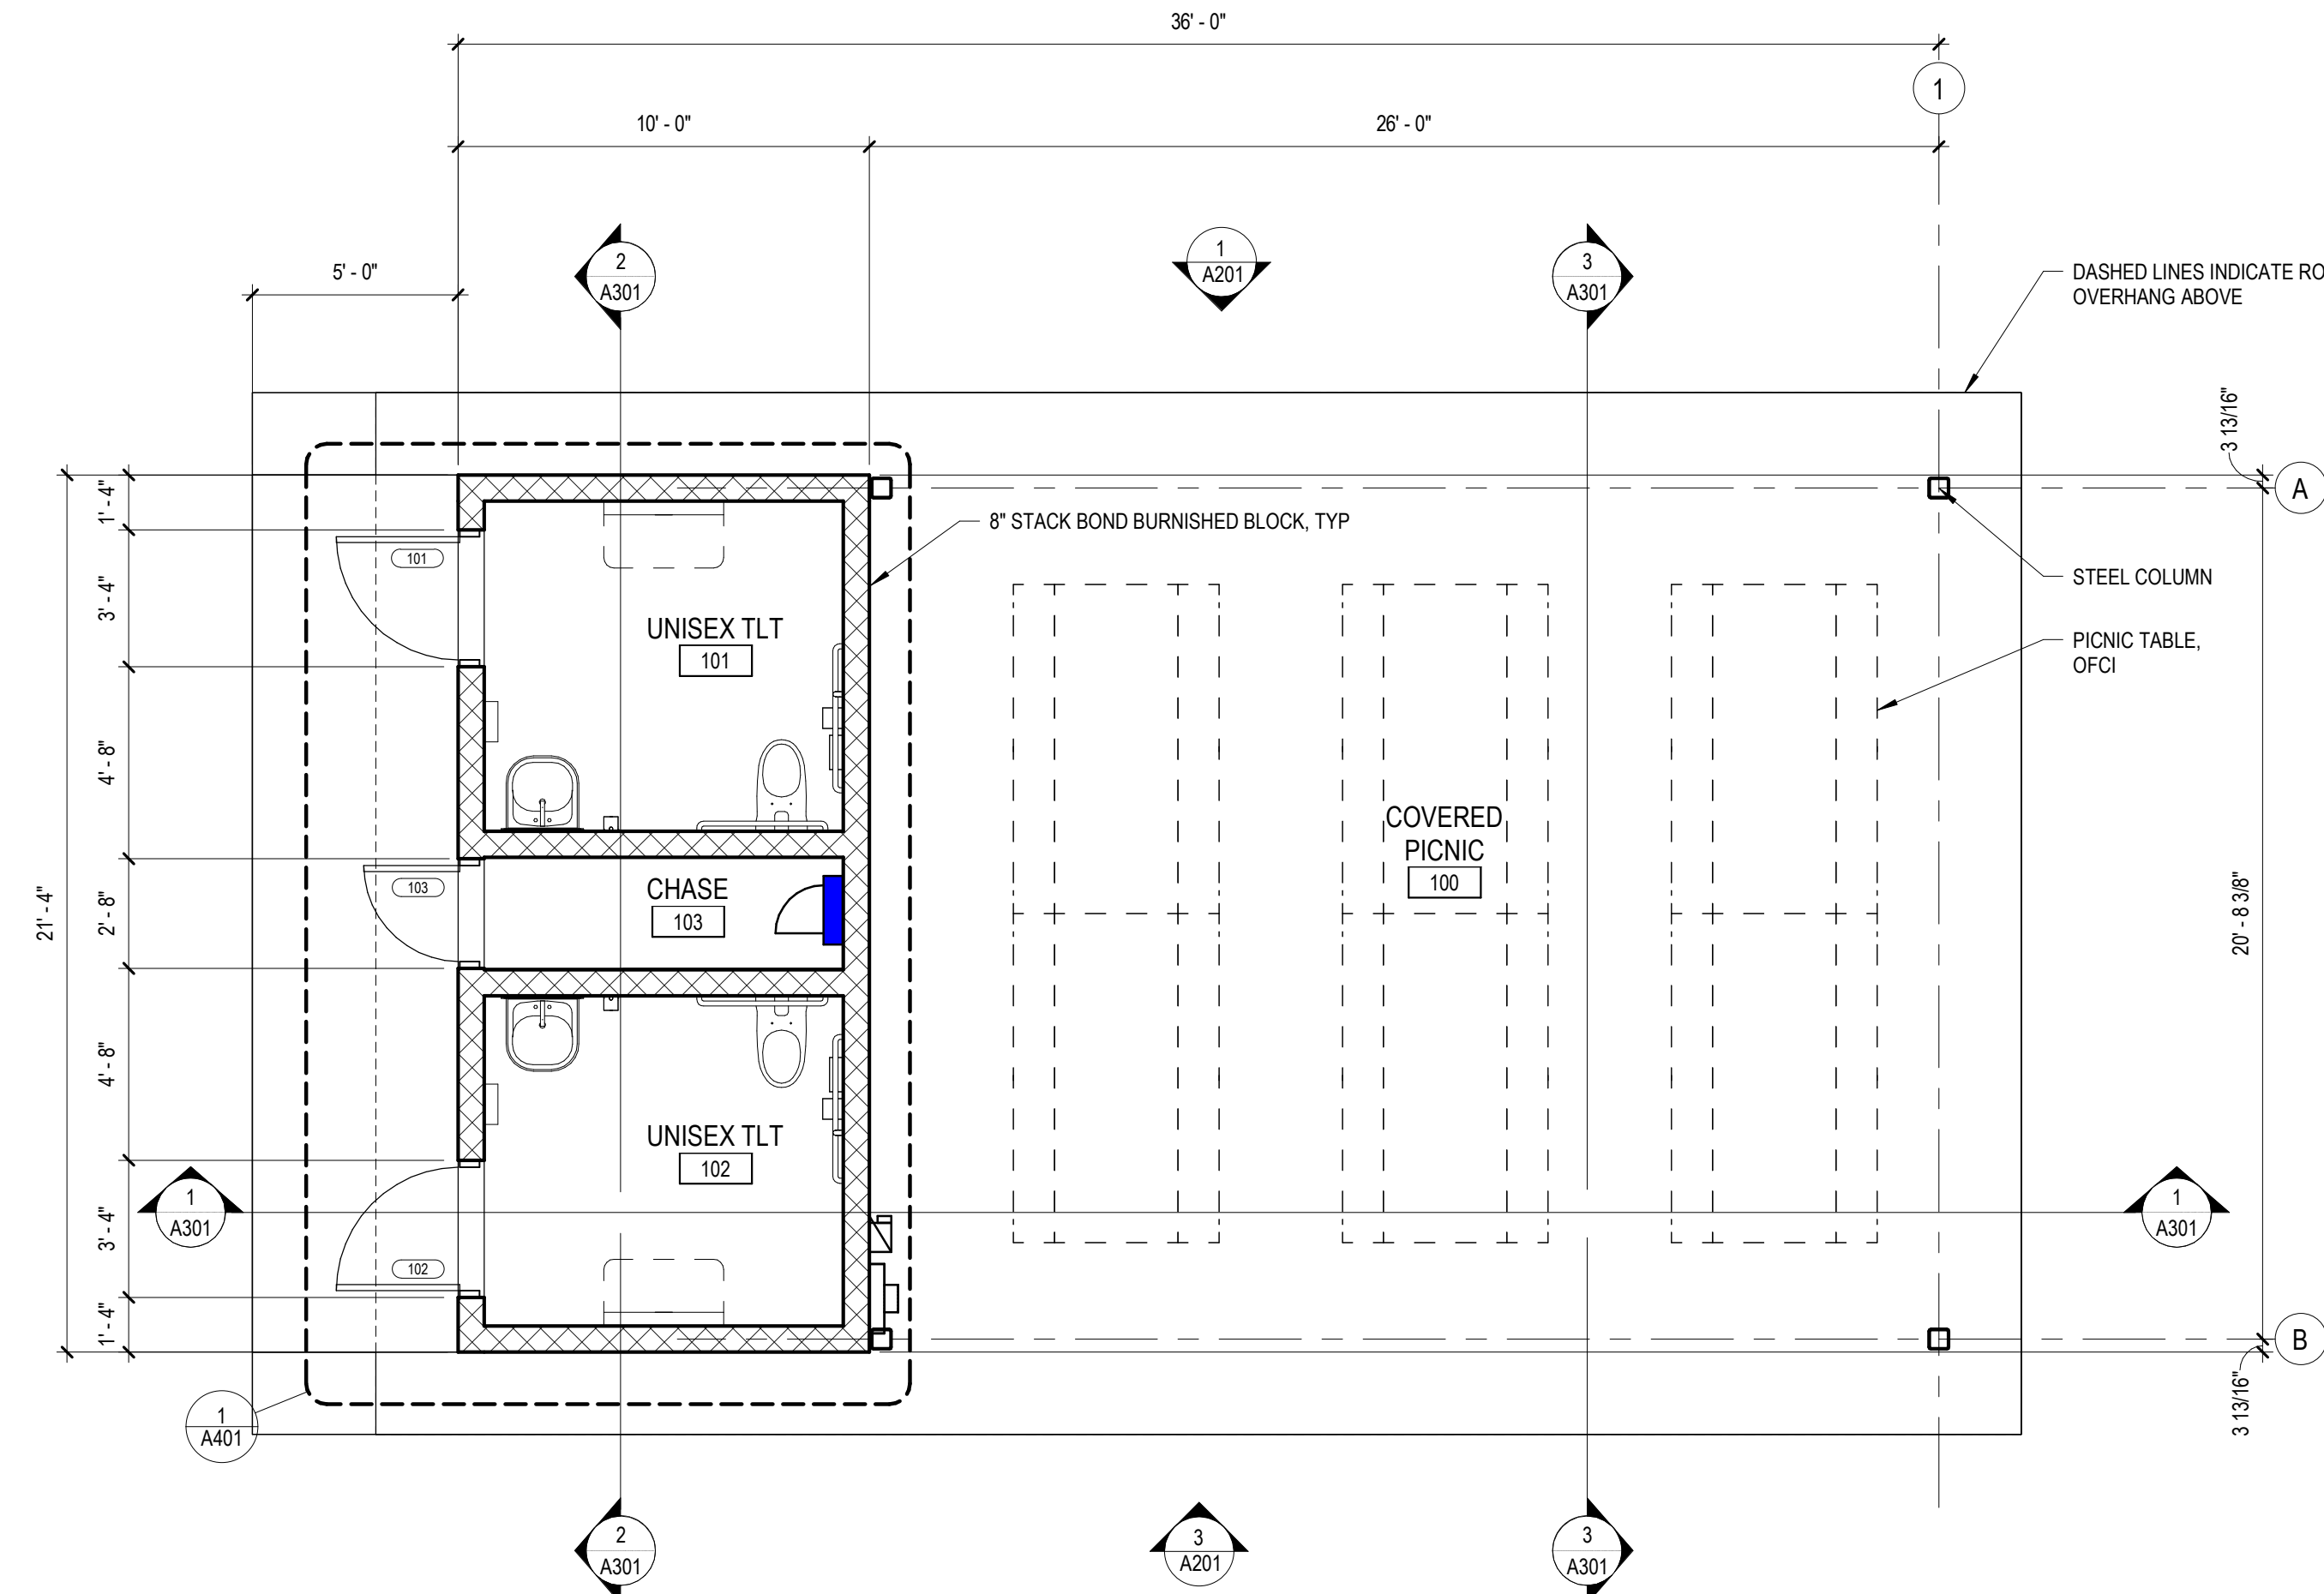 36' - 0"
1
10' - 0"
26' - 0"
5' - 0"
2
A301
1
A201
3
A301
DASHED LINES INDICATE RO
OVERHANG ABOVE
3 13/16"
A
1' - 4"
8" STACK BOND BURNISHED BLOCK, TYP
101
STEEL COLUMN
3' - 4"
UNISEX TLT
101
PICNIC TABLE,
OFCI
4' - 8"
COVERED
PICNIC
100
103
CHASE
103
2' - 8"
21' - 4"
20' - 8 3/8"
4' - 8"
UNISEX TLT
102
1
A301
1
A301
3' - 4"
102
1' - 4"
B
3 13/16"
1
A401
2
A301
3
A201
3
A301